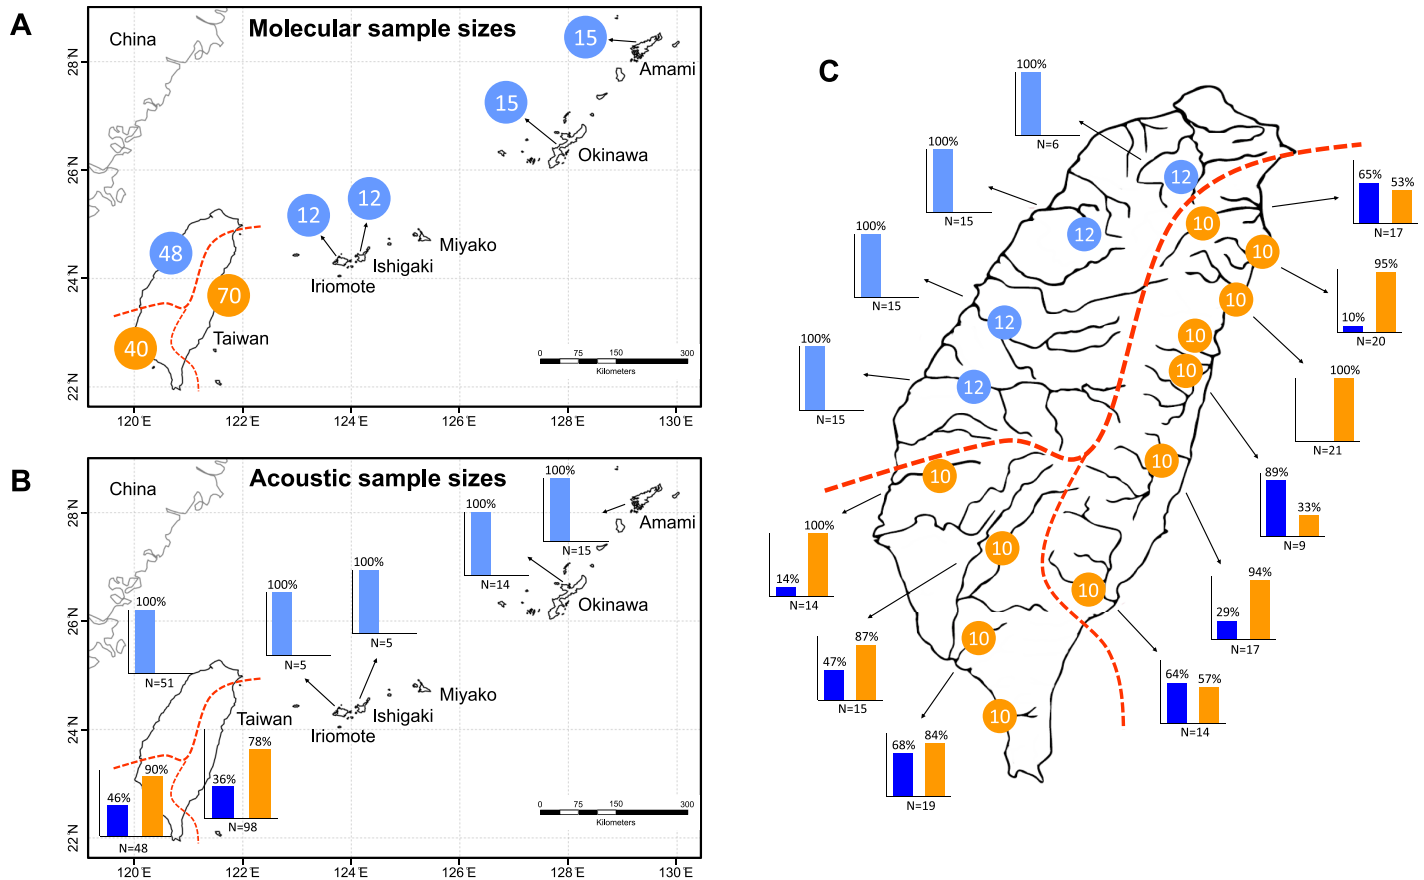 A
Molecular sample sizes
China
15
Amami
15
Okinawa
12
12
Miyako
Ishigaki
Iriomote
48
70
40
Taiwan
0 75 150 300
Kilometers
28°N
26°N
24°N
22°N
120°E 122°E 124°E 126°E 128°E 130°E
B
Acoustic sample sizes
China
100%
N=15
Amami
100%
N=14
Okinawa
100%
N=5
100%
N=5
Miyako
Ishigaki
Iriomote
100%
N=51
Taiwan
36% 78%
N=98
46% 90%
N=48
0 75 150 300
Kilometers
28°N
26°N
24°N
22°N
120°E 122°E 124°E 126°E 128°E 130°E
C
100%
N=6
100%
N=15
100%
N=15
100%
N=15
12
12
12
12
10
10
10
10
10
10
10
10
10
10
10
65% 53%
N=17
10% 95%
N=20
100%
N=21
89% 33%
N=9
29% 94%
N=17
64% 57%
N=14
14% 100%
N=14
47% 87%
N=15
68% 84%
N=19